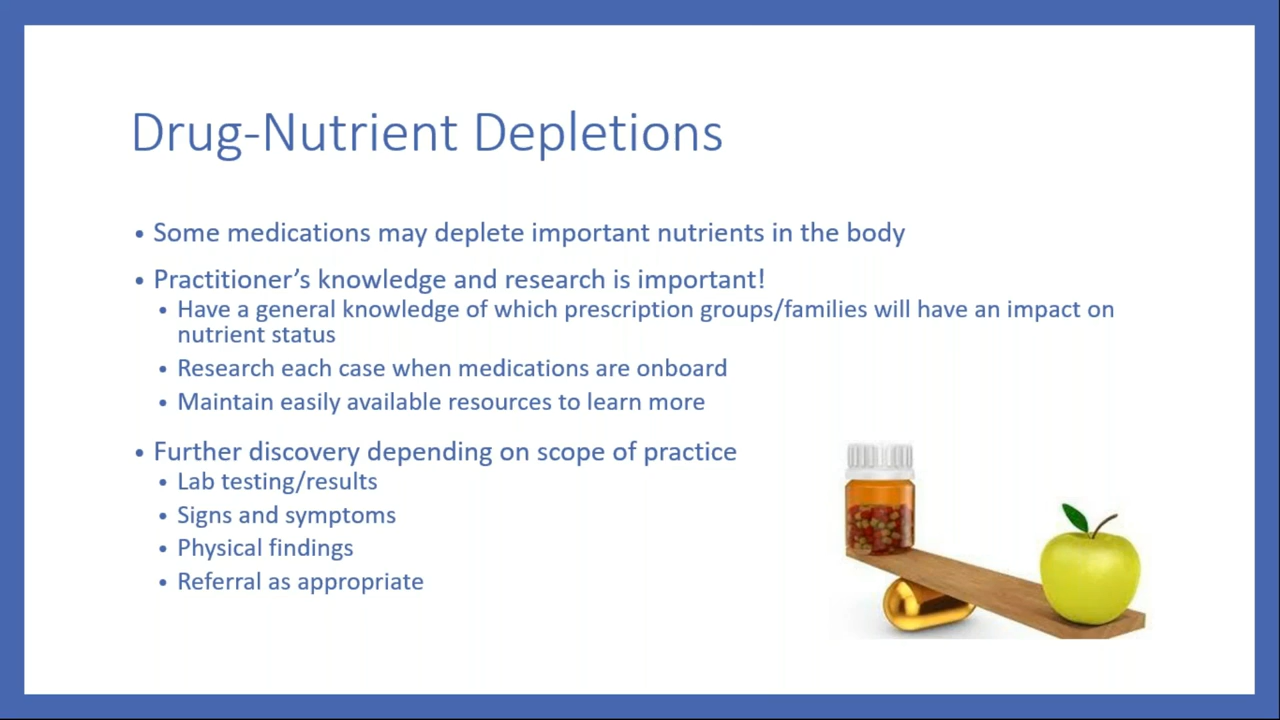 Drug-Nutrient Depletions
• Some medications may deplete important nutrients in the body
• Practitioner’s knowledge and research is important!
• Have a general knowledge of which prescription groups/families will have an impact on
nutrient status
• Research each case when medications are onboard
• Maintain easily available resources to learn more
• Further discovery depending on scope of practice
• Lab testing/results
• Signs and symptoms
• Physical findings
• Referral as appropriate